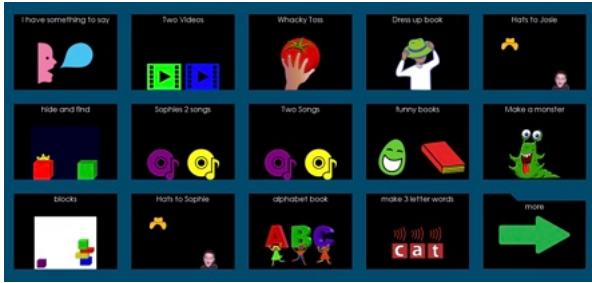 I have something to say
Two Videos
Whacky Toss
Dress up book
Hats to Josie
hide and find
Sophies 2 songs
Two Songs
funny books
Make a monster
blocks
Hats to Sophie
alphabet book
ABC
make 3 letter words
cat
more